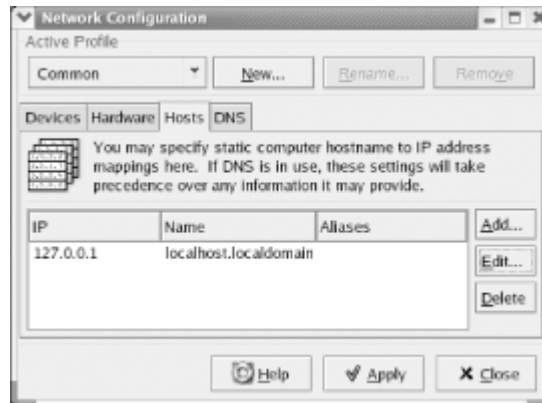 Network Configuration
Active Profile
Common New... Rename... Remove
Devices Hardware Hosts DNS
You may specify static computer hostname to IP address
mappings here. If DNS is in use, these settings will take
precedence over any information it may provide.
IP Name Aliases
127.0.0.1 localhost.localdomain
Add...
Edit...
Delete
Help Apply Close